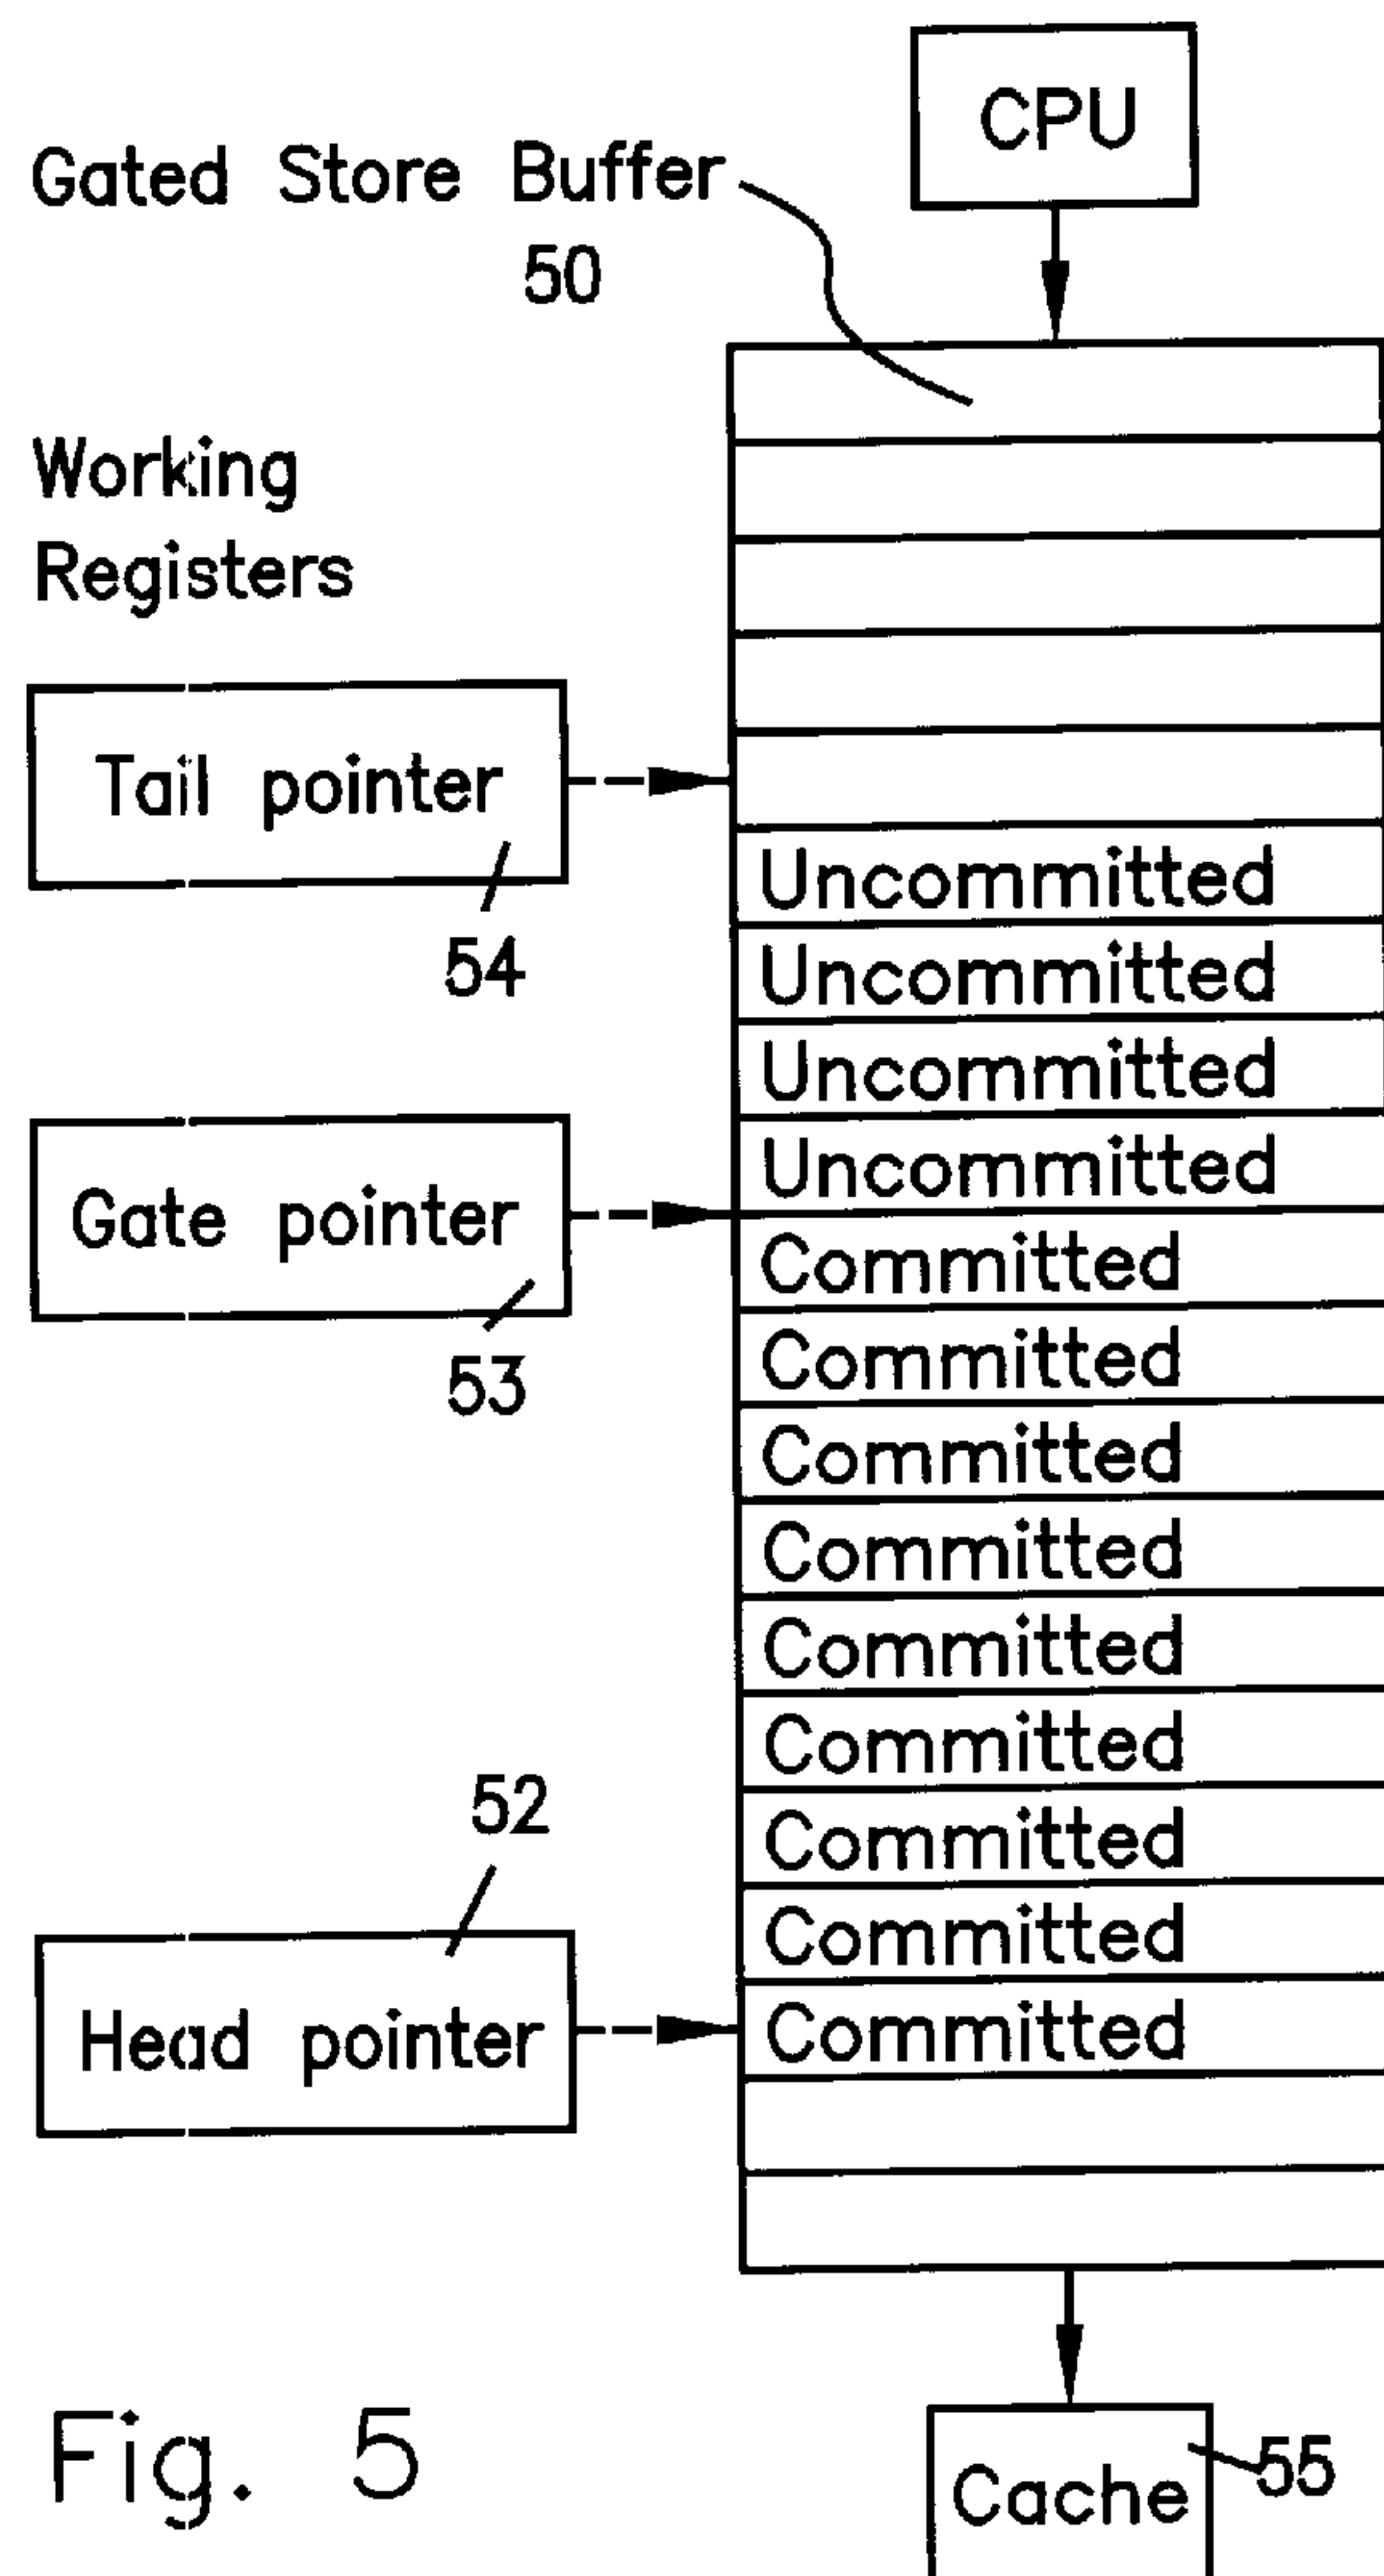 CPU
Gated Store Buffer
50
Working
Registers
Tail pointer
54
Uncommitted
Uncommitted
Uncommitted
Uncommitted
Gate pointer
53
Committed
Committed
Committed
Committed
Committed
Committed
Committed
Committed
Committed
52
Head pointer
Cache
55
Fig. 5